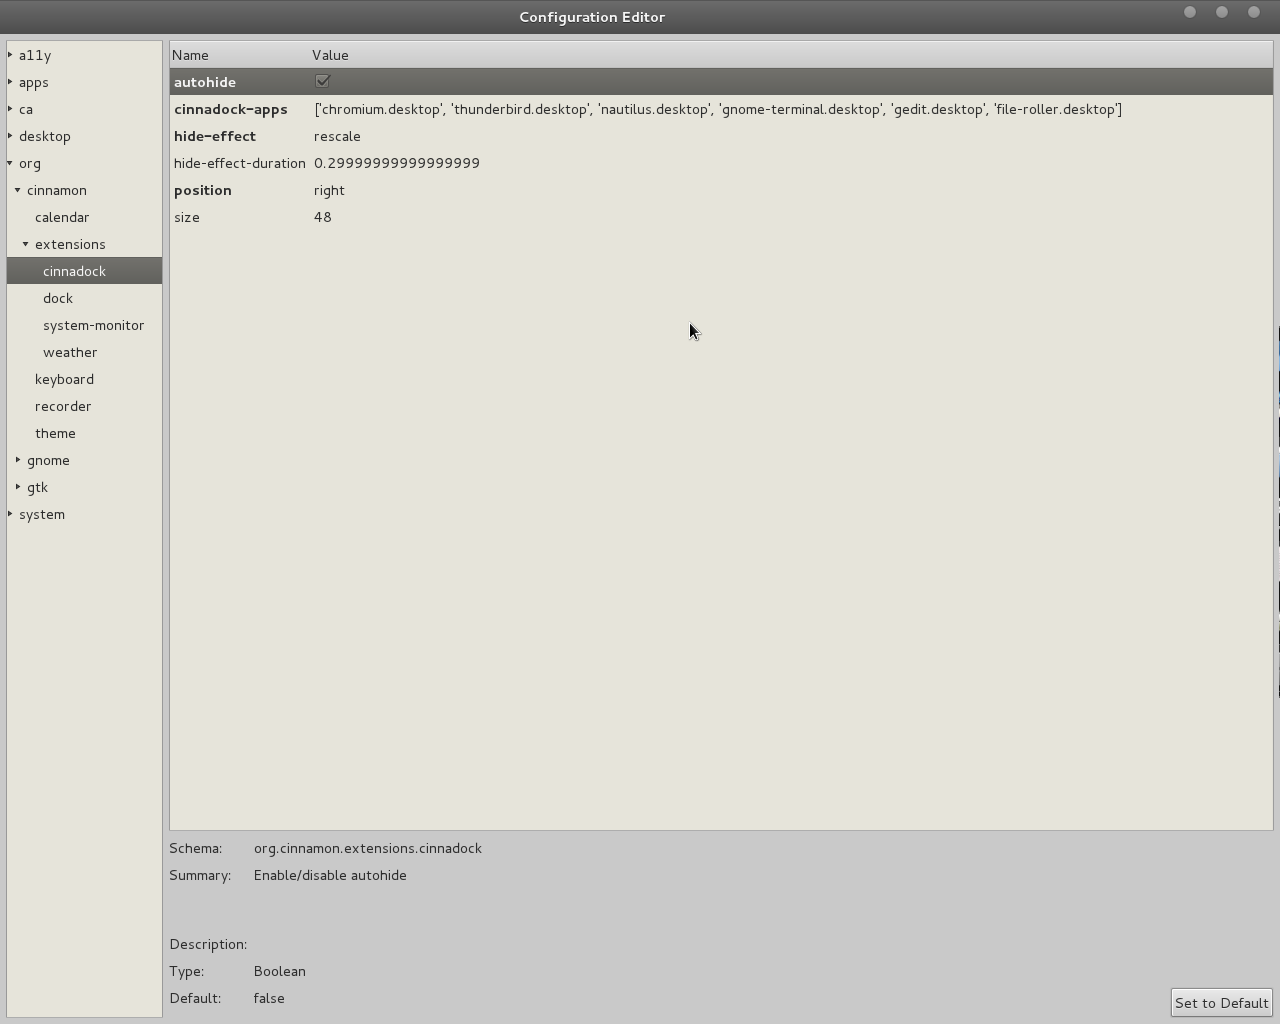 Configuration Editor
a11y
apps
ca
desktop
org
cinnamon
calendar
extensions
cinnadock
dock
system-monitor
weather
keyboard
recorder
theme
gnome
gtk
system
Name Value
autohide
cinnadock-apps ['chromium.desktop', 'thunderbird.desktop', 'nautilus.desktop', 'gnome-terminal.desktop', 'gedit.desktop', 'file-roller.desktop']
hide-effect rescale
hide-effect-duration 0.29999999999999999
position right
size 48
Schema: org.cinnamon.extensions.cinnadock
Summary: Enable/disable autohide
Description:
Type: Boolean
Default: false
Set to Default